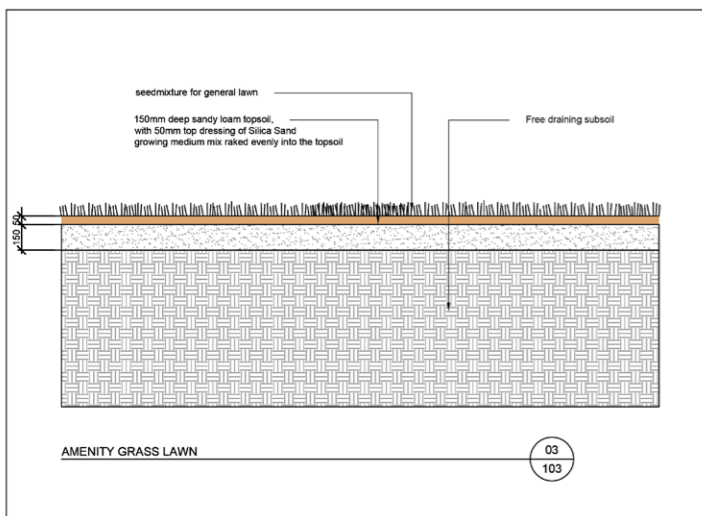 seedmixture for general lawn
150mm deep sandy loam topsoil,
with 50mm top dressing of Silica Sand
growing medium mix raked evenly into the topsoil
Free draining subsoil
50
150
AMENITY GRASS LAWN
03
103